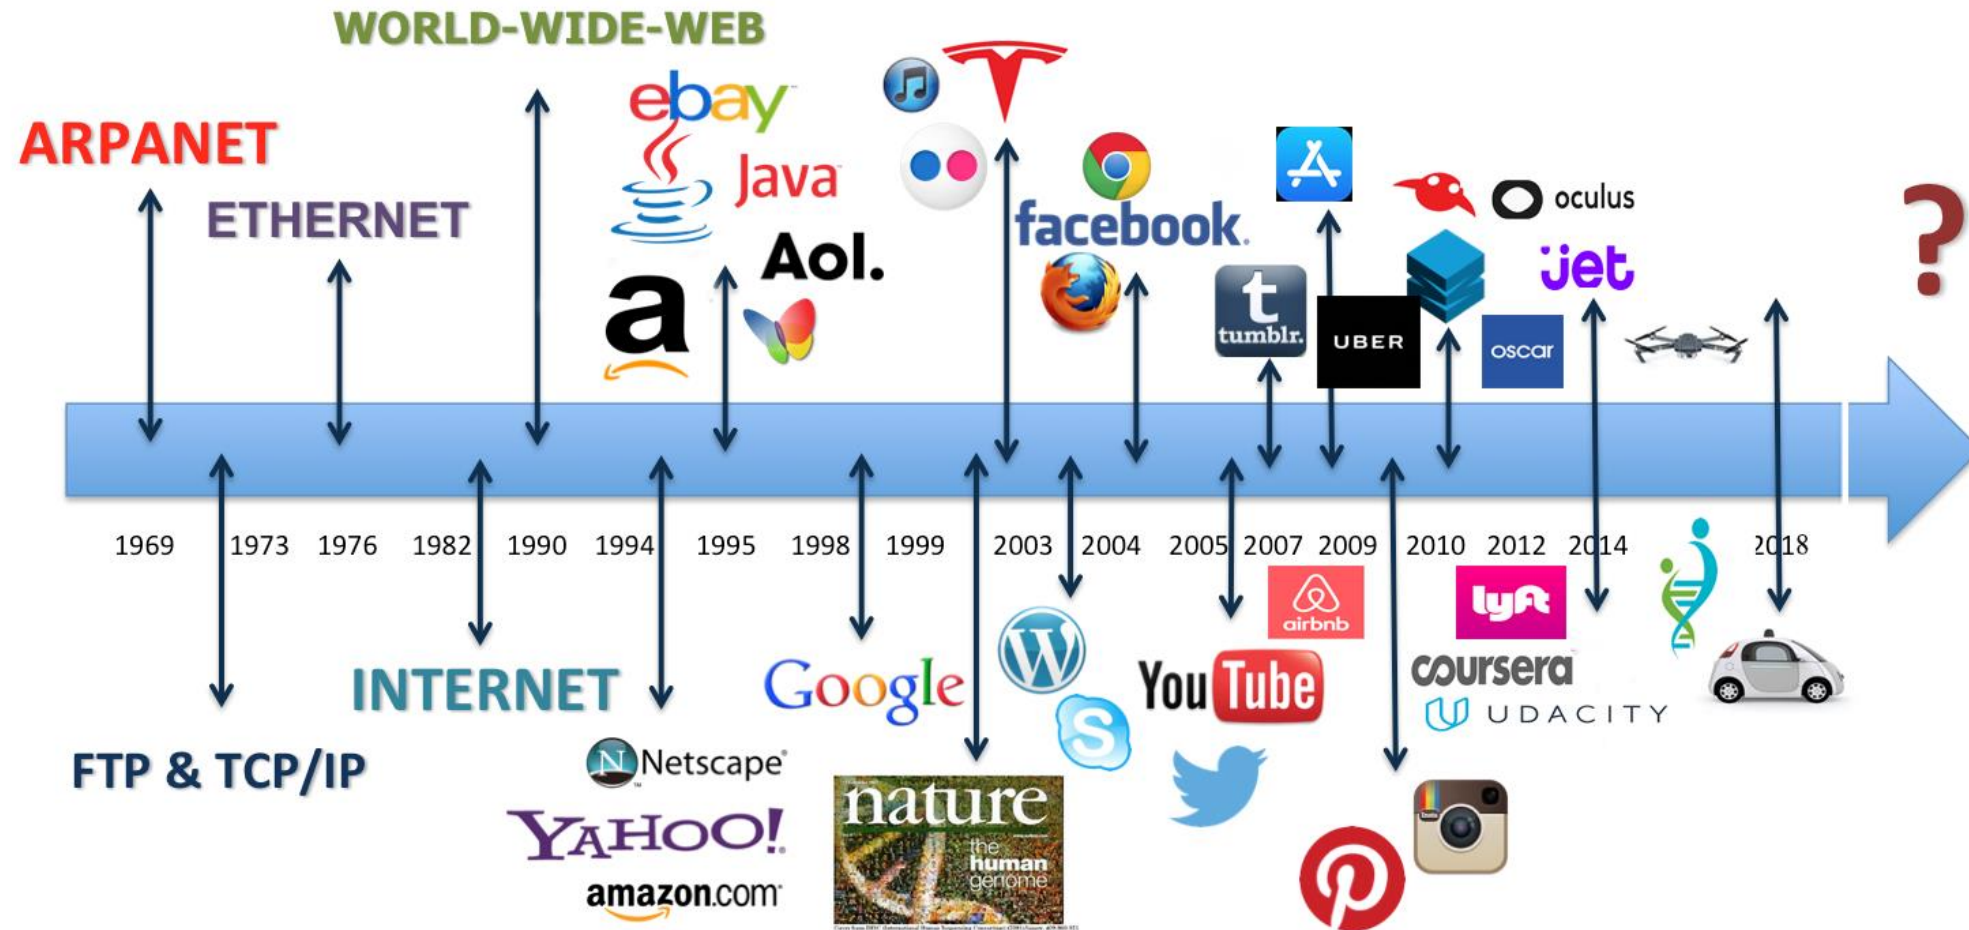 WORLD-WIDE-WEB
ebay
ARPANET
Java
ETHERNET
oculus
facebook.
?
Aol.
jet
a
t
tumblr.
UBER
oscar
1969 1973 1976 1982 1990 1994 1995 1998 1999 2003 2004 2005 2007 2009 2010 2012 2014 2018
airbnb
lyft
W
Google
You Tube
coursera
INTERNET
UDACITY
S
FTP & TCP/IP
N Netscape®
YAHOO!
amazon.com
nature
the
human
genome